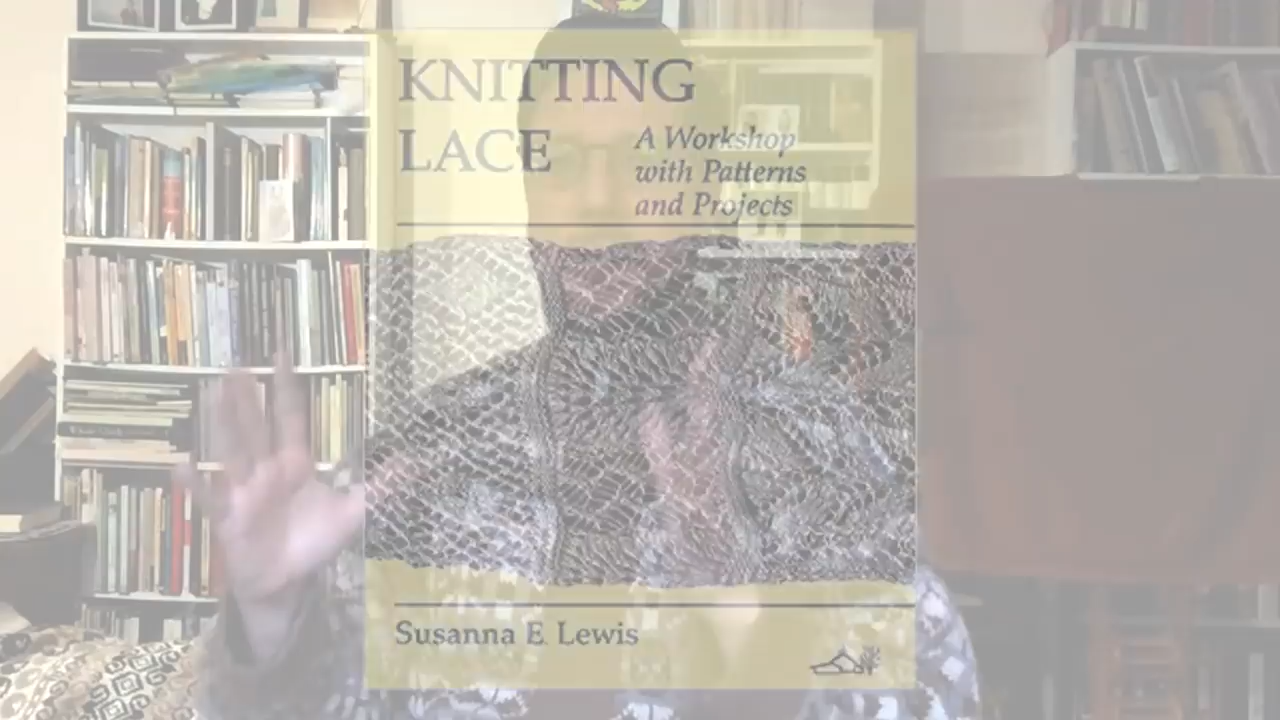 KNITTING
LACE
A Workshop
with Patterns
and Projects
Susanna E. Lewis